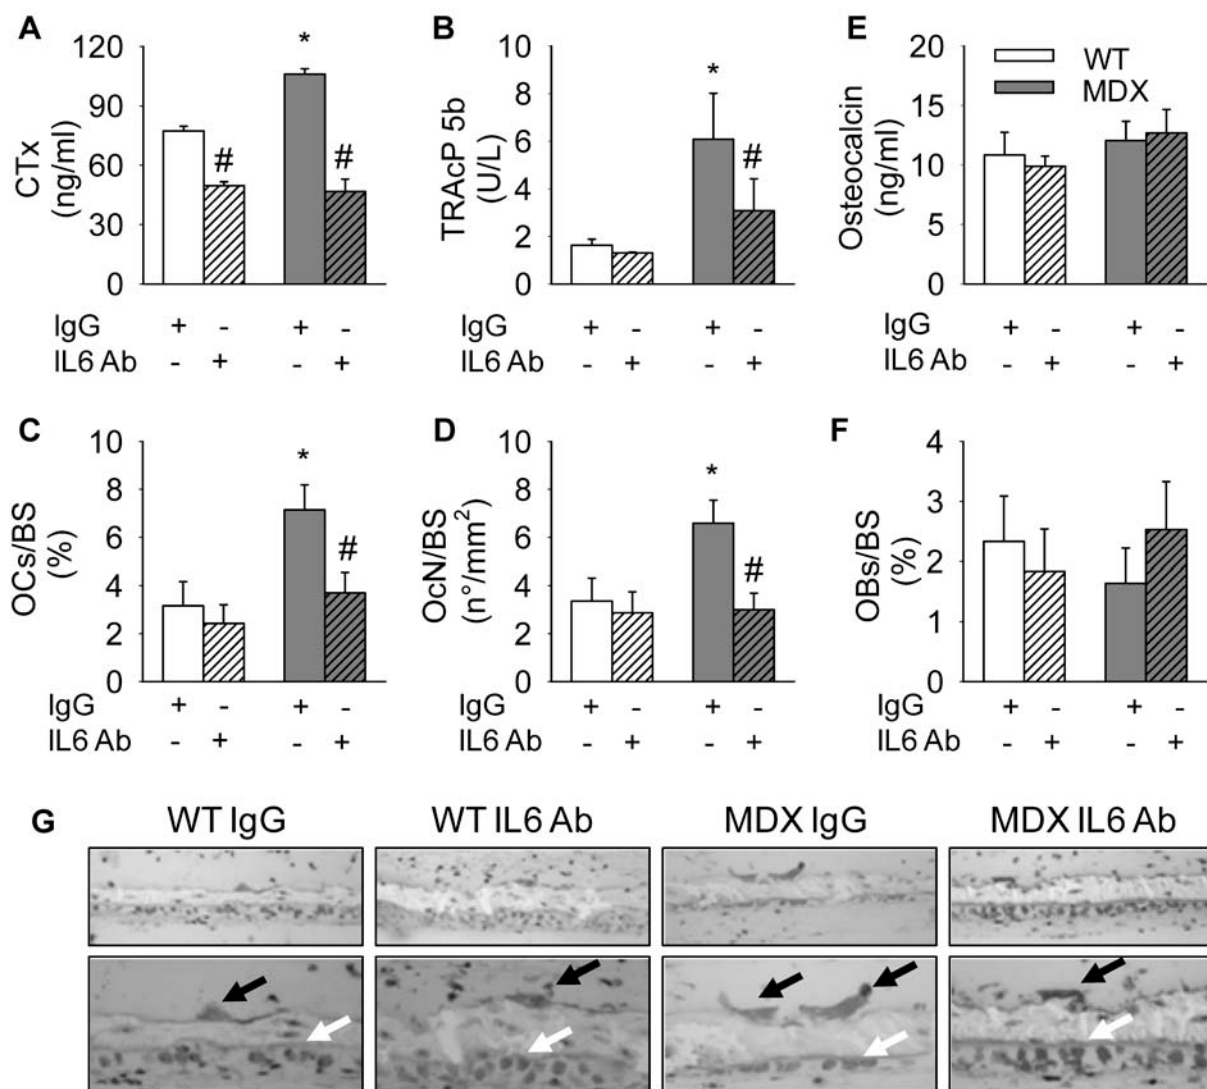 A
CTx
(ng/ml)
120
90
60
30
0
*
#
#
IgG + - + -
IL6 Ab - + - +
B
TRAcP 5b
(U/L)
10
8
6
4
2
0
*
#
IgG + - + -
IL6 Ab - + - +
E
Osteocalcin
(ng/ml)
20
15
10
5
0
WT
MDX
IgG + - + -
IL6 Ab - + - +
C
OCs/BS
(%)
10
8
6
4
2
0
*
#
IgG + - + -
IL6 Ab - + - +
D
OcN/BS
(n°/mm²)
10
8
6
4
2
0
*
#
IgG + - + -
IL6 Ab - + - +
F
OBs/BS
(%)
4
3
2
1
0
IgG + - + -
IL6 Ab - + - +
G
WT IgG
WT IL6 Ab
MDX IgG
MDX IL6 Ab